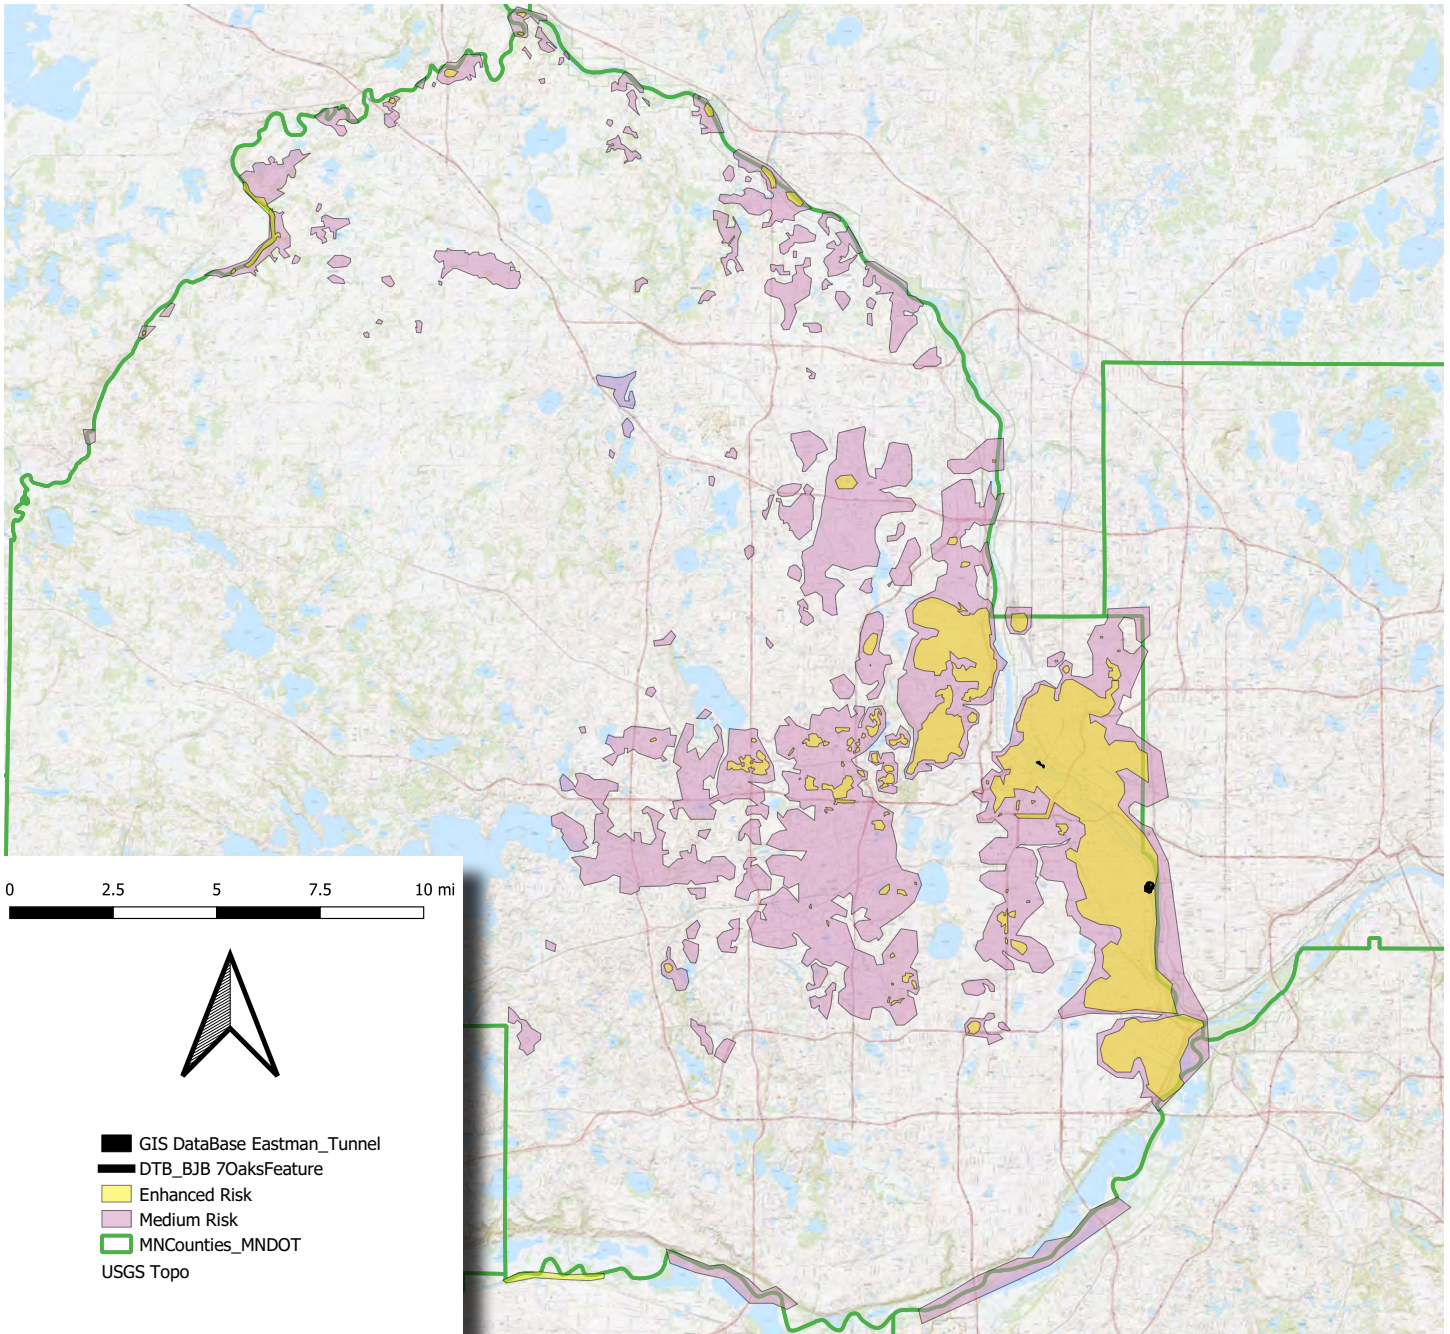 0 2.5 5 7.5 10 mi
GIS DataBase Eastman_Tunnel
DTB_BJB 7OaksFeature
Enhanced Risk
Medium Risk
MNCounties_MNDOT
USGS Topo